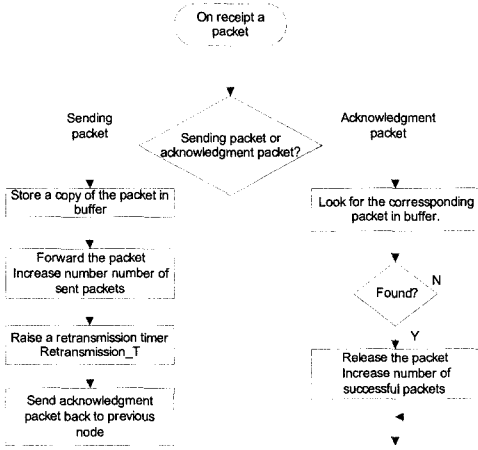 On receipt a
packet
Sending
packet
Sending packet or
acknowledgment packet?
Acknowledgment
packet
Store a copy of the packet in
buffer
Look for the corressponding
packet in buffer.
Forward the packet
Increase number number of
sent packets
Found?
N
Y
Raise a retransmission timer
Retransmission_T
Release the packet
Increase number of
successful packets
Send acknowledgment
packet back to previous
node